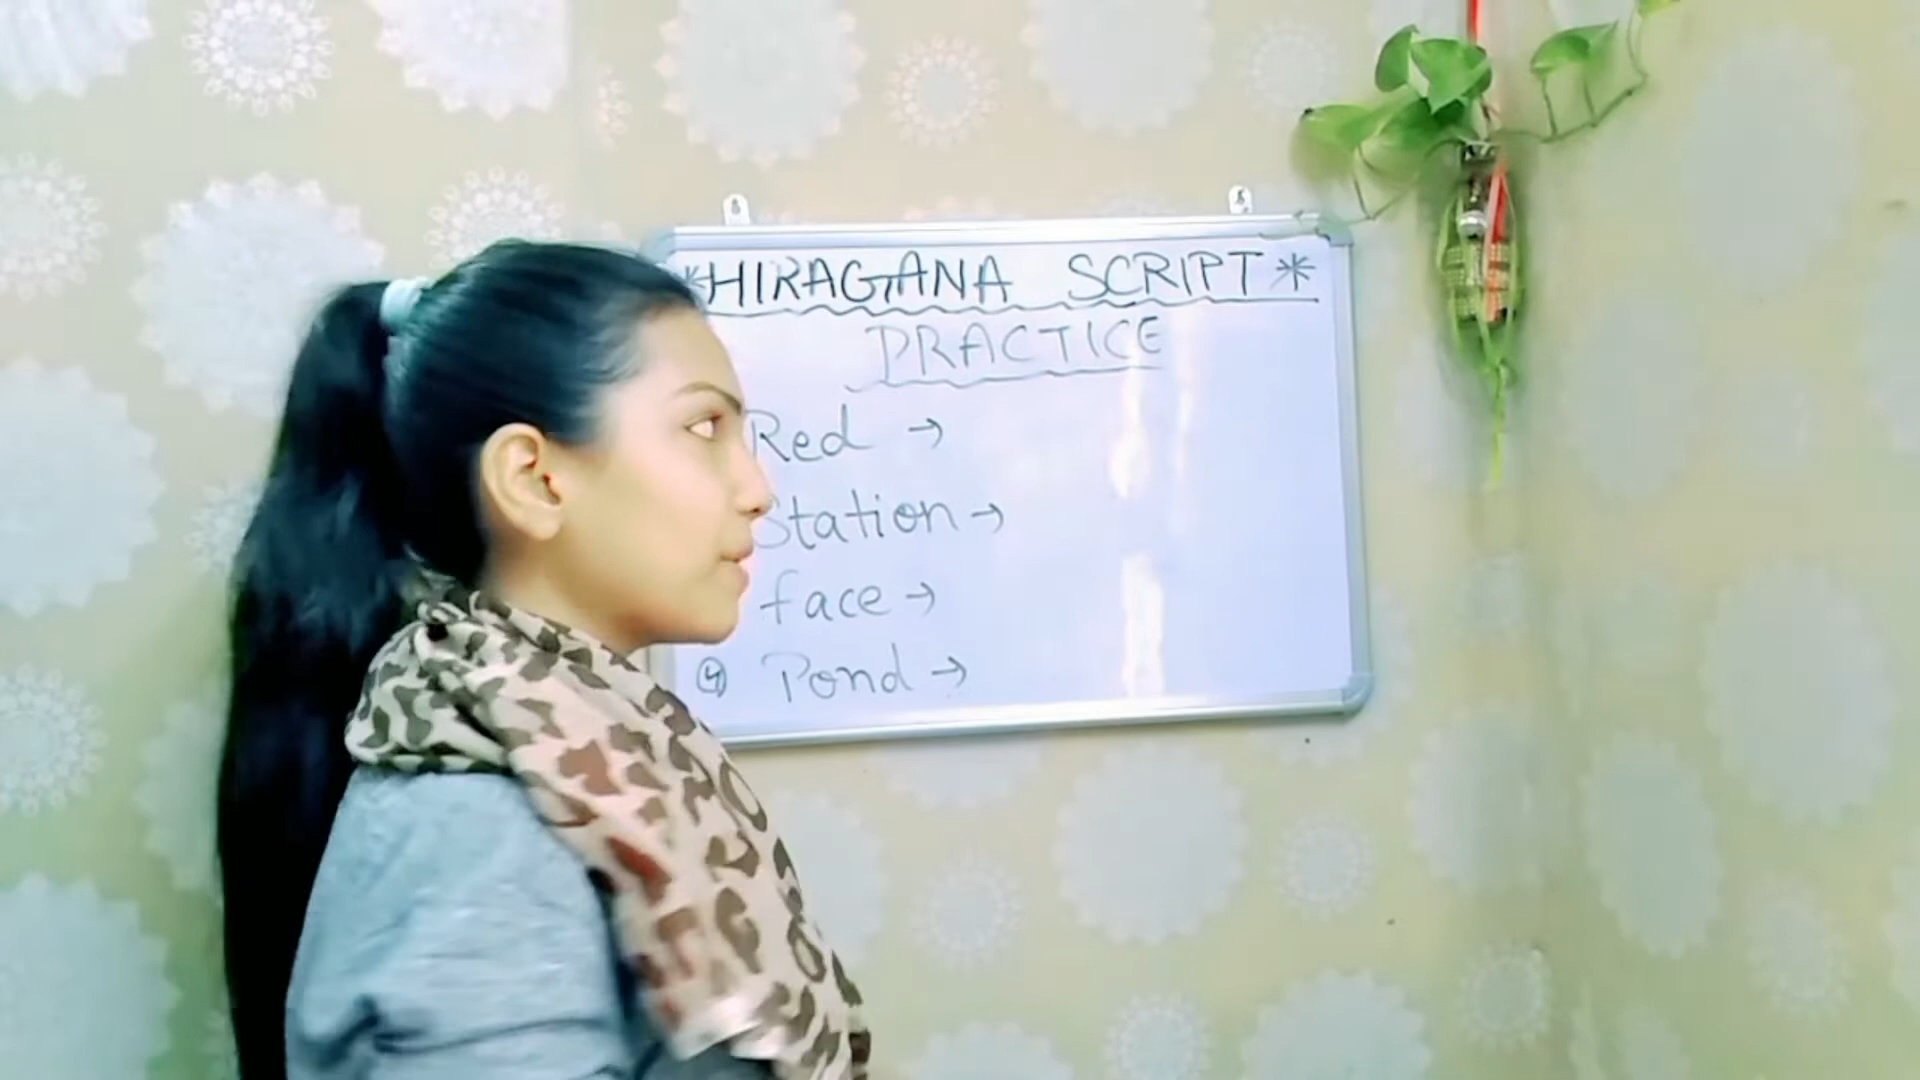 *HIRAGANA SCRIPT*
PRACTICE
Red →
Station →
face →
④ Pond →